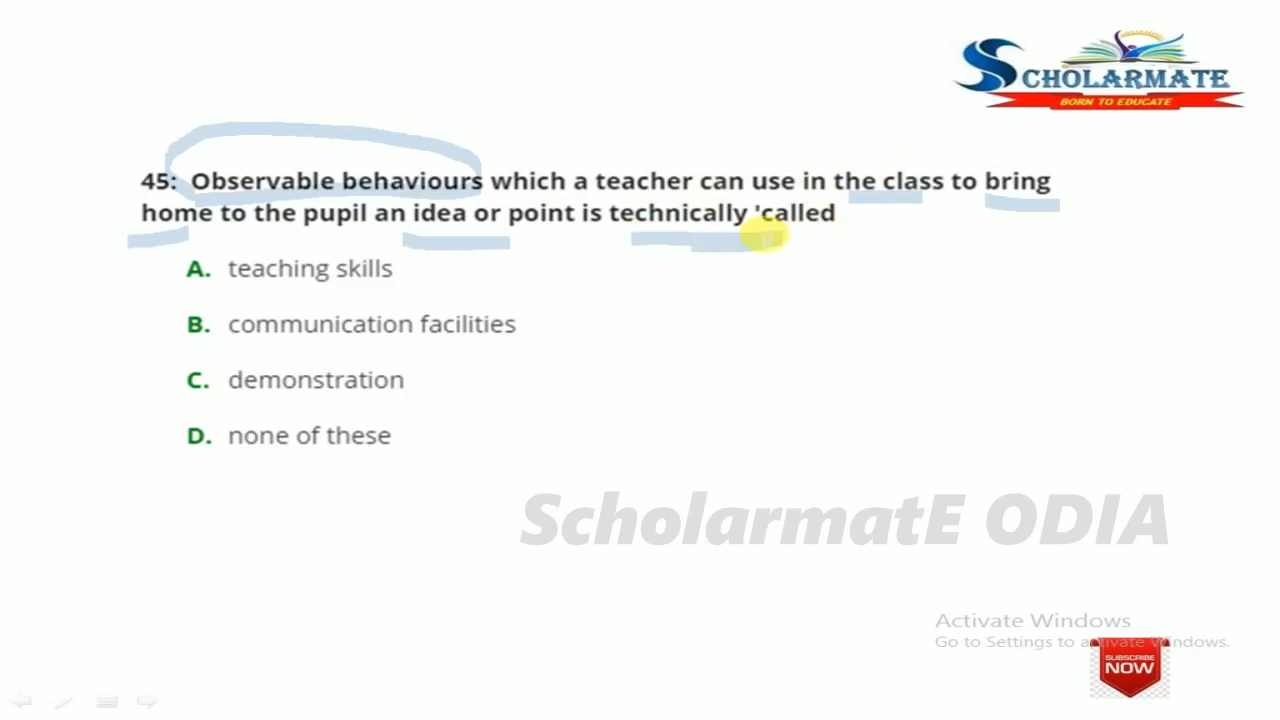 SCHOLARMATE
BORN TO EDUCATE
45: Observable behaviours which a teacher can use in the class to bring
home to the pupil an idea or point is technically 'called
A. teaching skills
B. communication facilities
C. demonstration
D. none of these
ScholarmatE ODIA
Activate Windows
Go to Settings to activate Windows.
SUBSCRIBE
NOW